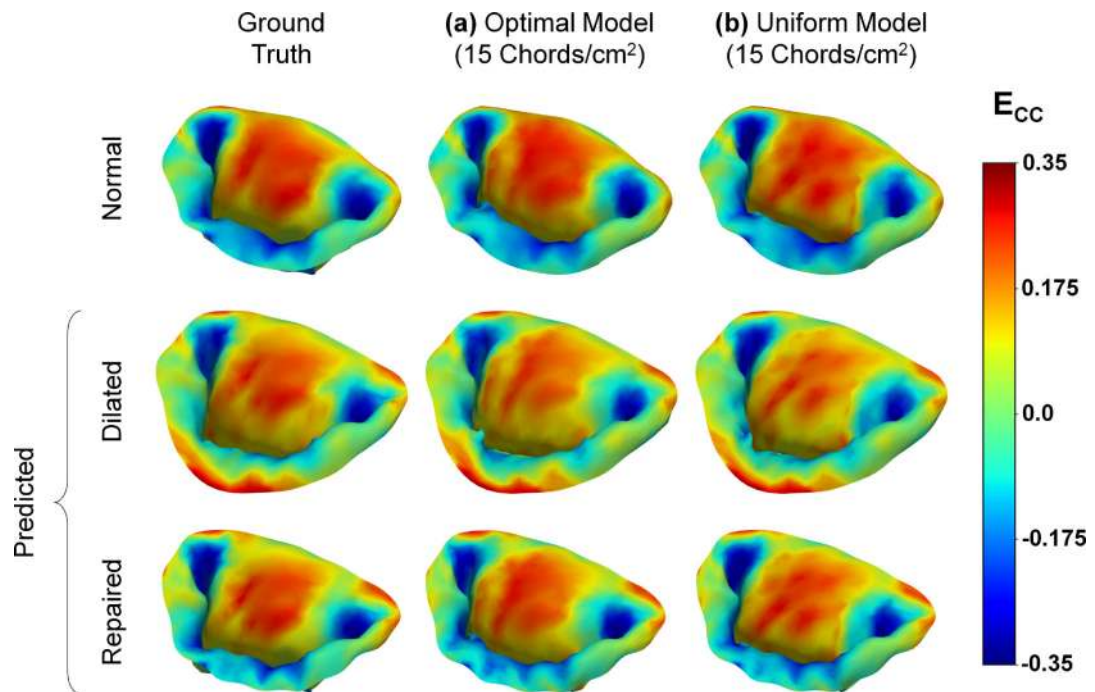 Ground
Truth
(a) Optimal Model
(15 Chords/cm²)
(b) Uniform Model
(15 Chords/cm²)
E_CC
Normal
Predicted
Dilated
Repaired
0.35
0.175
0.0
-0.175
-0.35